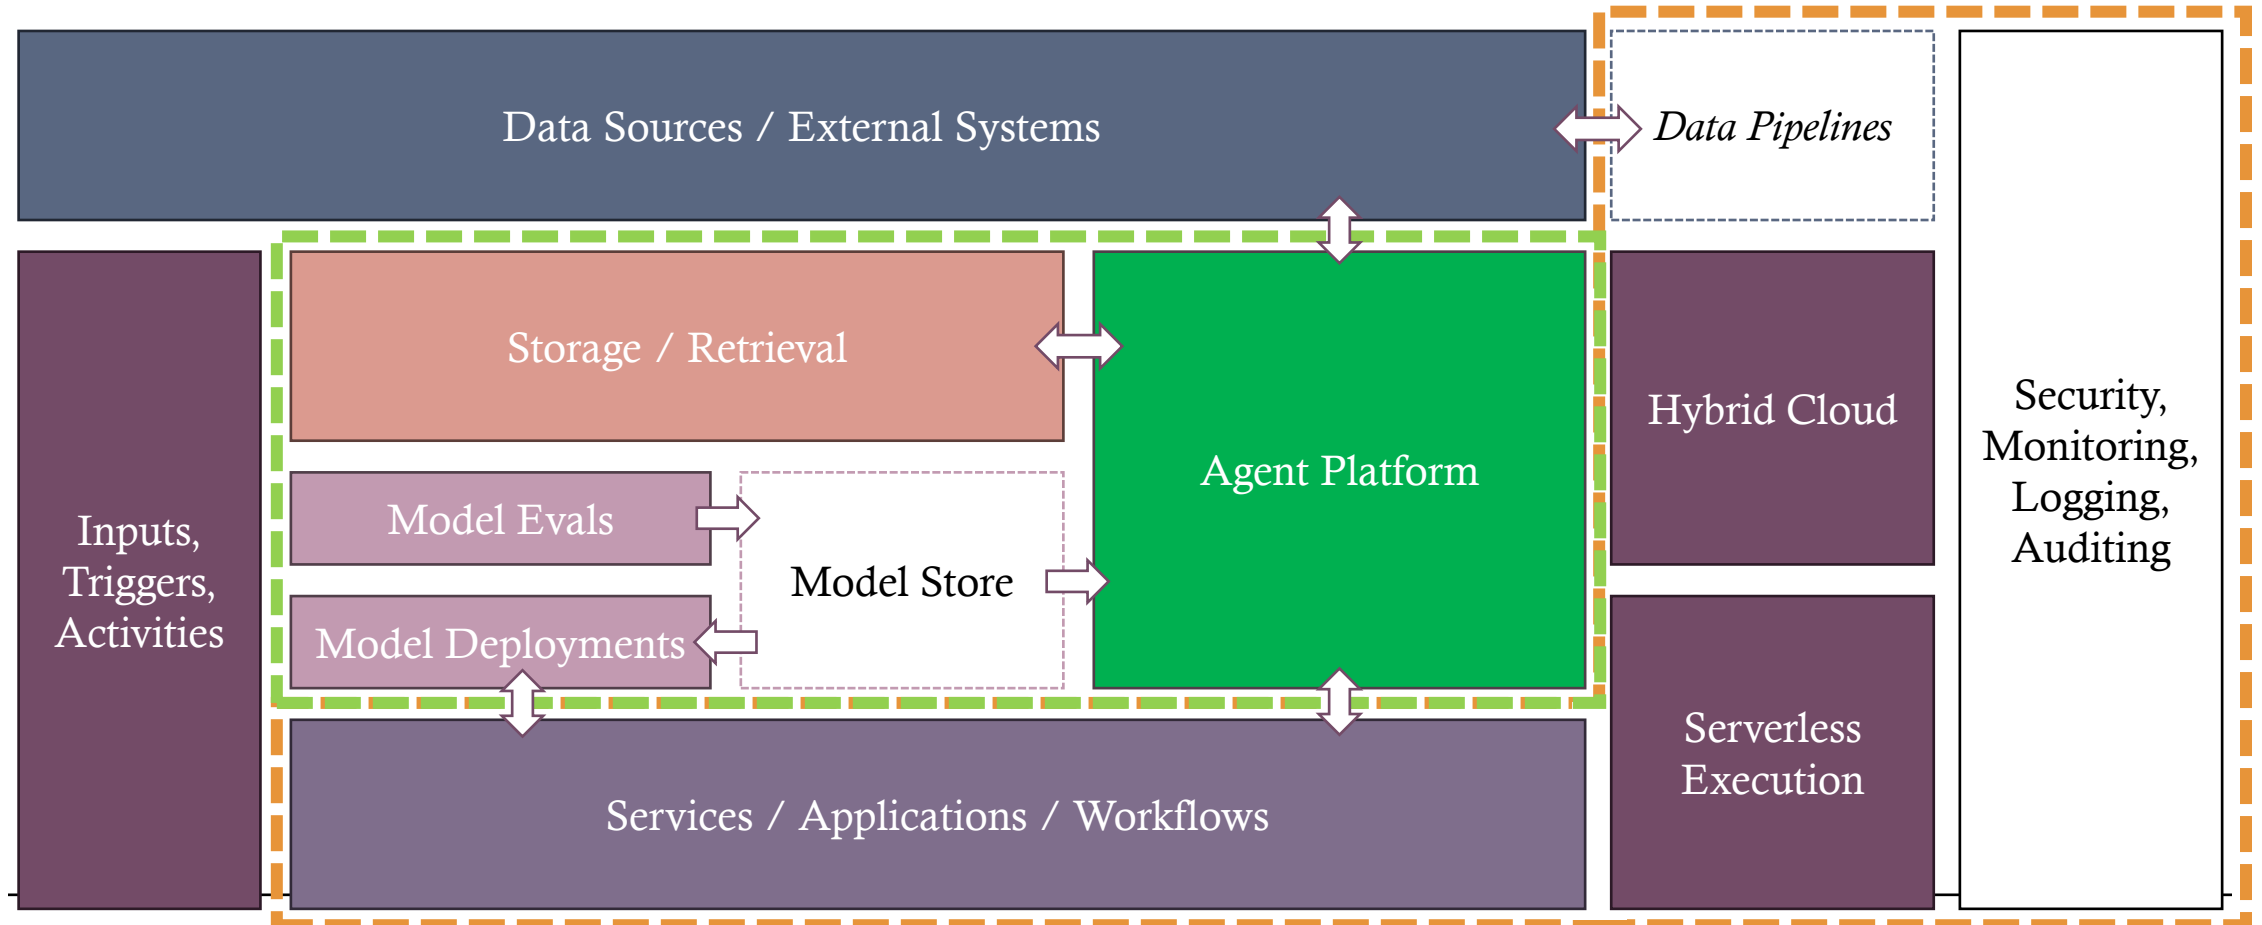 Data Sources / External Systems
Data Pipelines
Storage / Retrieval
Agent Platform
Hybrid Cloud
Security,
Monitoring,
Logging,
Auditing
Inputs,
Triggers,
Activities
Model Evals
Model Store
Model Deployments
Serverless
Execution
Services / Applications / Workflows